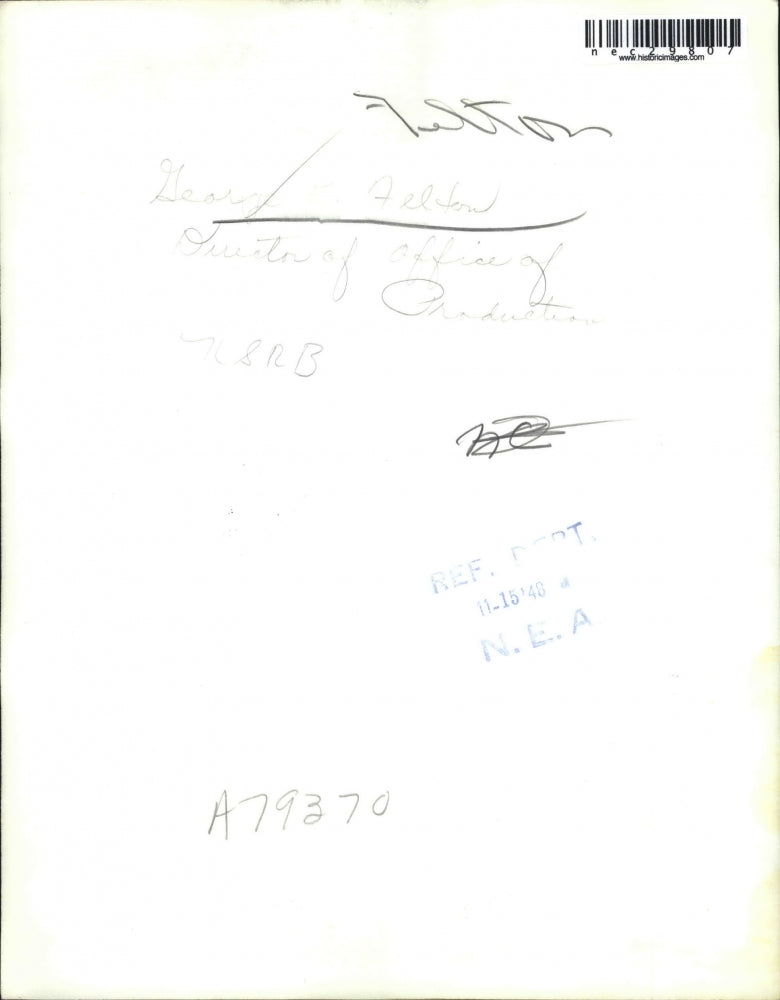 nec29807
www.historicimages.com
Felton
George E. Felton
Director of Office of
Production
NSRB
REF. DEPT.
11-15'48
N. E. A.
A79370